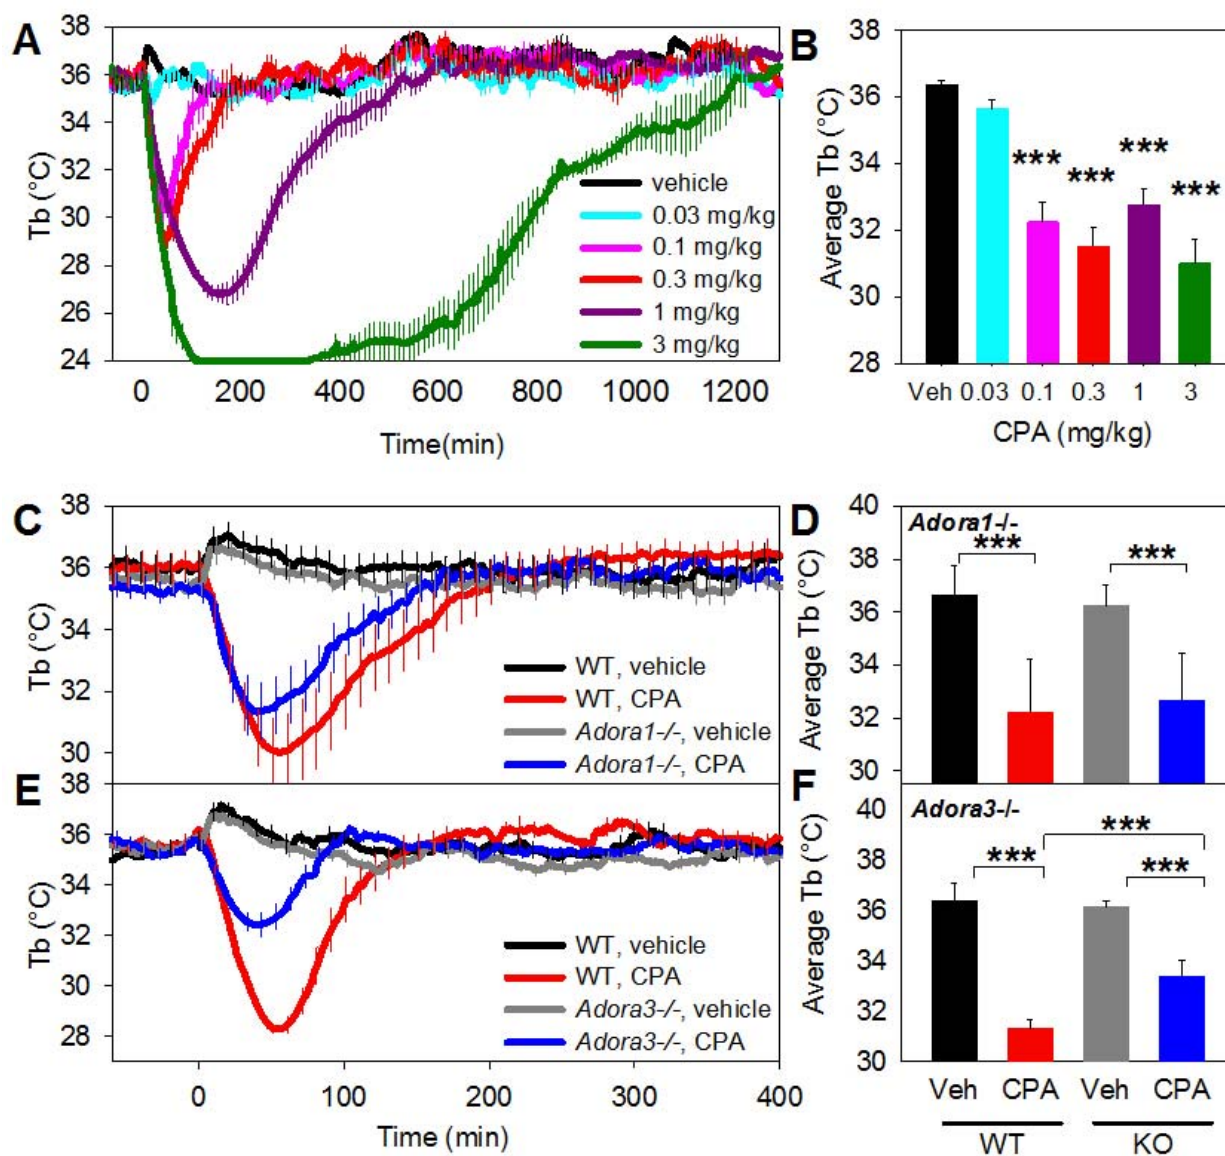 A
38
36
34
32
30
28
26
24
Tb (°C)
vehicle
0.03 mg/kg
0.1 mg/kg
0.3 mg/kg
1 mg/kg
3 mg/kg
0 200 400 600 800 1000 1200
Time(min)
B
38
36
34
32
30
28
Average Tb (°C)
*** *** *** ***
Veh 0.03 0.1 0.3 1 3
CPA (mg/kg)
C
38
36
34
32
30
Tb (°C)
WT, vehicle
WT, CPA
Adora1-/-, vehicle
Adora1-/-, CPA
D
40
38
36
34
32
30
Average Tb (°C)
Adora1-/-
*** ***
E
38
36
34
32
30
28
Tb (°C)
WT, vehicle
WT, CPA
Adora3-/-, vehicle
Adora3-/-, CPA
0 100 200 300 400
Time (min)
F
40
38
36
34
32
30
Average Tb (°C)
Adora3-/-
***
*** ***
Veh CPA Veh CPA
WT KO